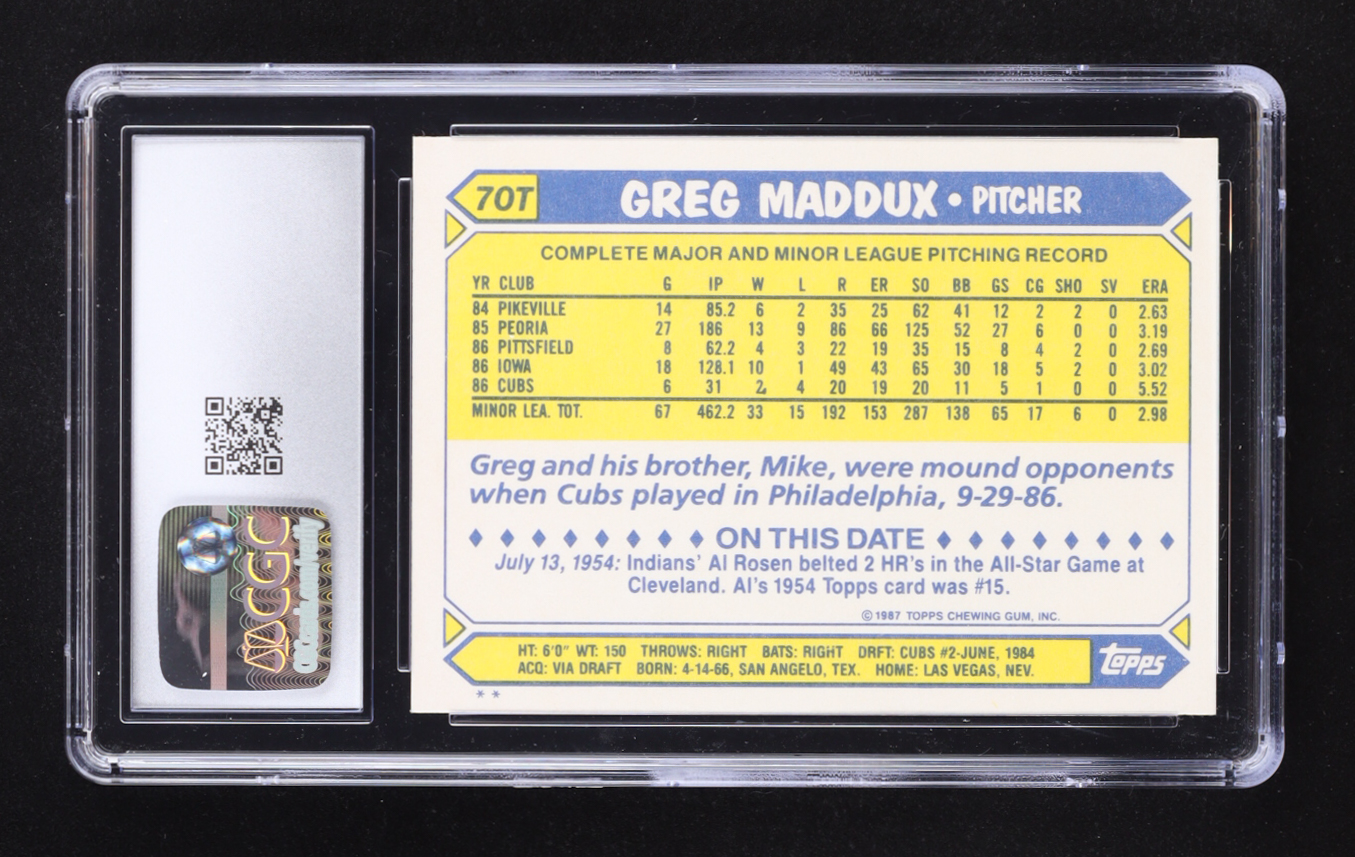 70T
GREG MADDUX • PITCHER
COMPLETE MAJOR AND MINOR LEAGUE PITCHING RECORD
YR CLUB G IP W L R ER SO BB GS CG SHO SV ERA
84 PIKEVILLE 14 85.2 6 2 35 25 62 41 12 2 2 0 2.63
85 PEORIA 27 186 13 9 86 66 125 52 27 6 0 0 3.19
86 PITTSFIELD 8 62.2 4 3 22 19 35 15 8 4 2 0 2.69
86 IOWA 18 128.1 10 1 49 43 65 30 18 5 2 0 3.02
86 CUBS 6 31 2 4 20 19 20 11 5 1 0 0 5.52
MINOR LEA. TOT. 67 462.2 33 15 192 153 287 138 65 17 6 0 2.98
Greg and his brother, Mike, were mound opponents
when Cubs played in Philadelphia, 9-29-86.
ON THIS DATE
July 13, 1954: Indians' Al Rosen belted 2 HR's in the All-Star Game at
Cleveland. Al's 1954 Topps card was #15.
©1987 TOPPS CHEWING GUM, INC.
HT: 6'0" WT: 150 THROWS: RIGHT BATS: RIGHT DRFT: CUBS #2-JUNE, 1984
ACQ: VIA DRAFT BORN: 4-14-66, SAN ANGELO, TEX. HOME: LAS VEGAS, NEV.
topps
**
CGC